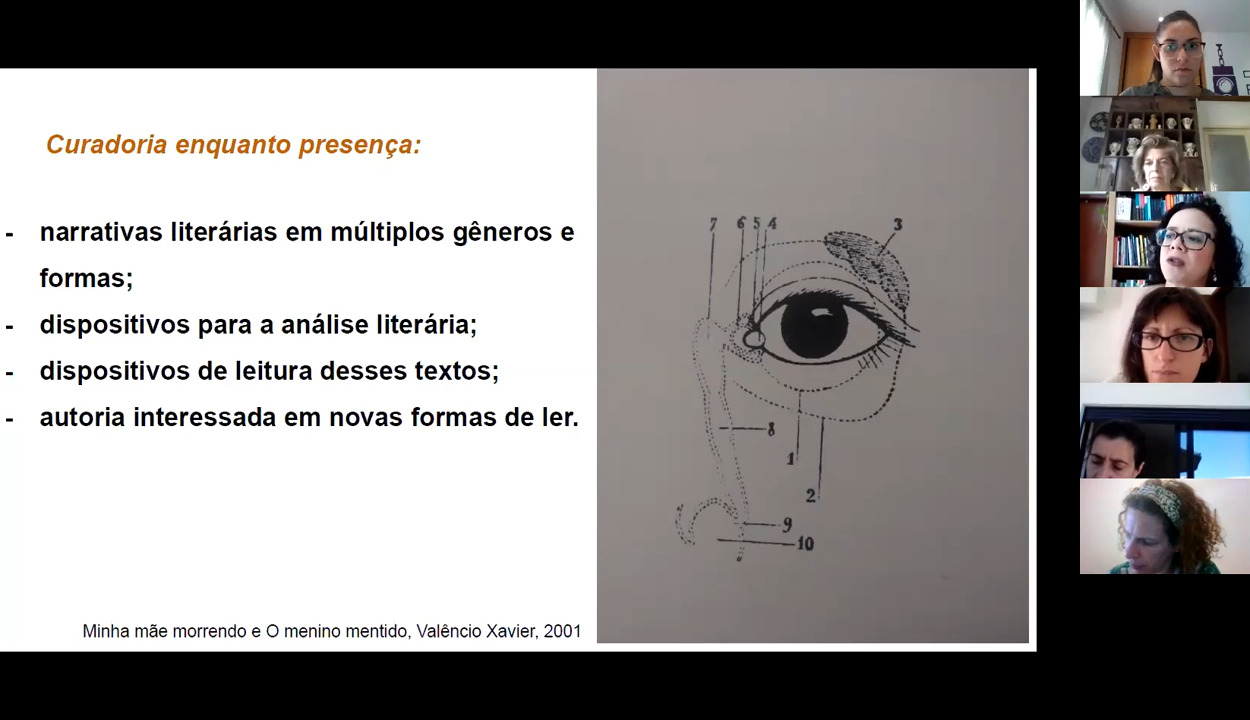 Curadoria enquanto presença:
- narrativas literárias em múltiplos gêneros e
formas;
- dispositivos para a análise literária;
- dispositivos de leitura desses textos;
- autoria interessada em novas formas de ler.
Minha mãe morrendo e O menino mentido, Valêncio Xavier, 2001
7 6 5 4 3
8
1
2
9
10